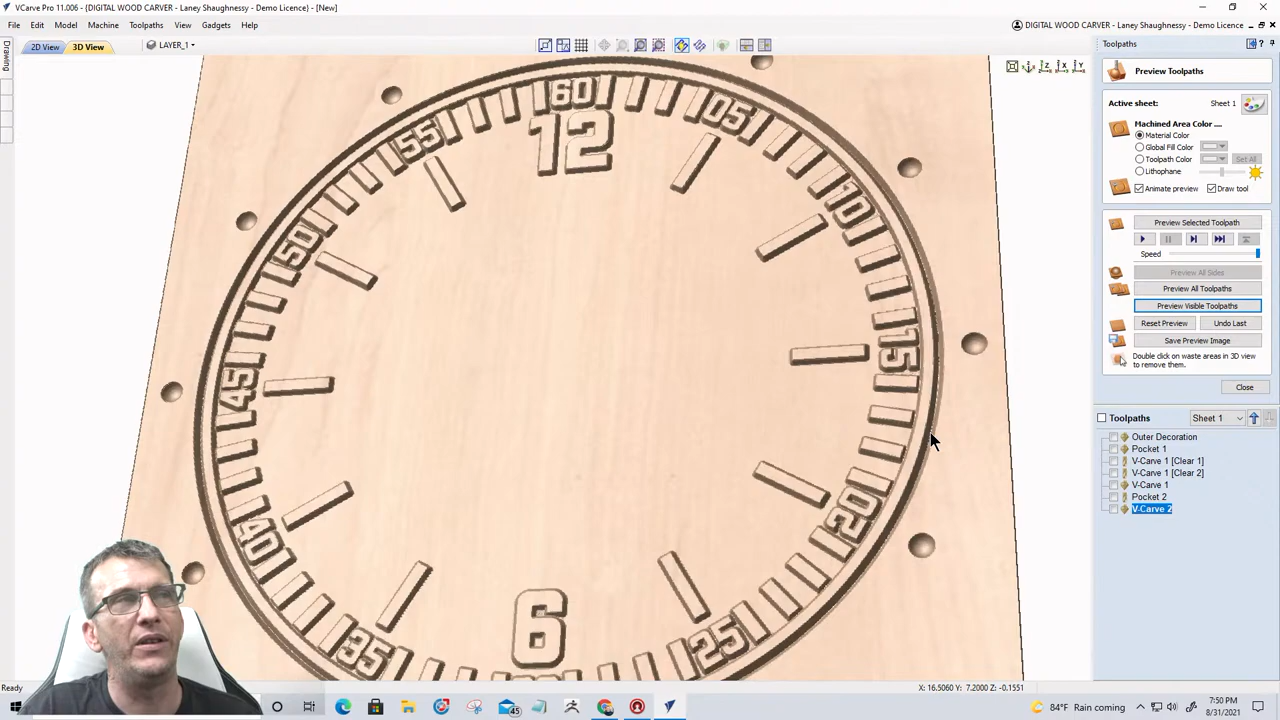 VCarve Pro 11.006 - {DIGITAL WOOD CARVER - Laney Shaughnessy - Demo Licence} - [New]
File Edit Machine Model Toolpaths View Gadgets Help
DIGITAL WOOD CARVER - Laney Shaughnessy - Demo Licence
2D View 3D View LAYER_1
Drawing
Toolpaths
Preview Toolpaths
Active sheet: Sheet 1
Machined Area Color ....
Material Color
Global Fill Color
Toolpath Color Set All
Lithophane
Animate preview Draw tool
Preview Selected Toolpath
Speed
Preview All Sides
Preview All Toolpaths
Preview Visible Toolpaths
Reset Preview Undo Last
Save Preview Image
Double click on waste areas in 3D view
to remove them.
Close
Toolpaths Sheet 1
Outer Decoration
Pocket 1
V-Carve 1 [Clear 1]
V-Carve 1 [Clear 2]
V-Carve 1
Pocket 2
V-Carve 2
60
05
55
12
10
50
15
45
20
40
6
25
35
Ready
X: 16.5060 Y: 7.2000 Z: -0.1551
45
84°F Rain coming
7:50 PM
8/31/2021